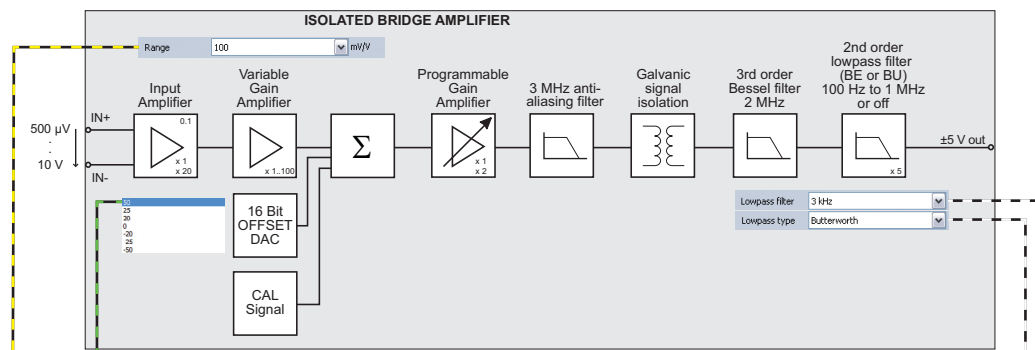 ISOLATED BRIDGE AMPLIFIER
Range 100 mV/V
Input
Amplifier
Variable
Gain
Amplifier
Programmable
Gain
Amplifier
3 MHz anti-
aliasing filter
Galvanic
signal
isolation
3rd order
Bessel filter
2 MHz
2nd order
lowpass filter
(BE or BU)
100 Hz to 1 MHz
or off
500 µV
.
.
10 V
IN+
IN-
0.1
x 1
x 20
x 1..100
Σ
x 1
x 2
x 5
±5 V out
50
25
20
0
-20
25
-50
16 Bit
OFFSET
DAC
CAL
Signal
Lowpass filter 3 kHz
Lowpass type Butterworth